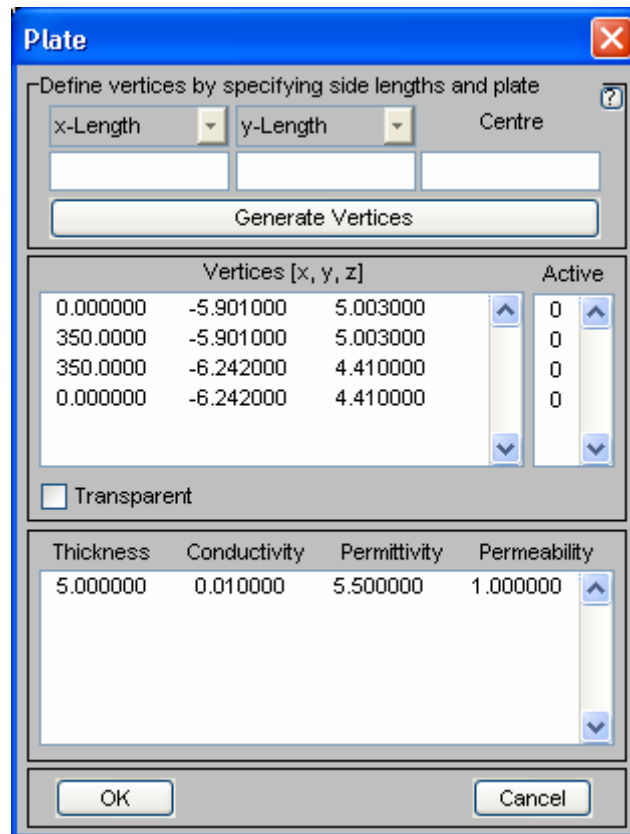 Plate
Define vertices by specifying side lengths and plate
?
x-Length y-Length Centre
Generate Vertices
Vertices [x, y, z] Active
0.000000 -5.901000 5.003000 0
350.0000 -5.901000 5.003000 0
350.0000 -6.242000 4.410000 0
0.000000 -6.242000 4.410000 0
Transparent
Thickness Conductivity Permittivity Permeability
5.000000 0.010000 5.500000 1.000000
OK Cancel